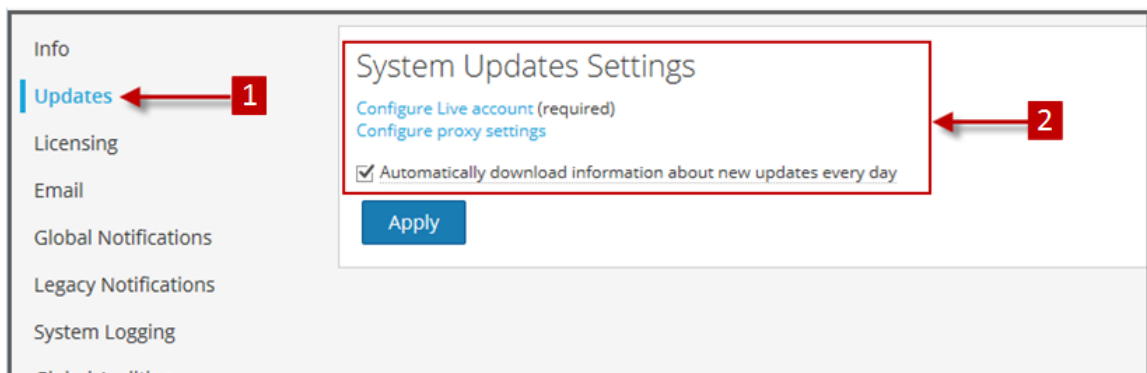 Info
Updates
1
Licensing
Email
Global Notifications
Legacy Notifications
System Logging
System Updates Settings
Configure Live account (required)
Configure proxy settings
2
Automatically download information about new updates every day
Apply